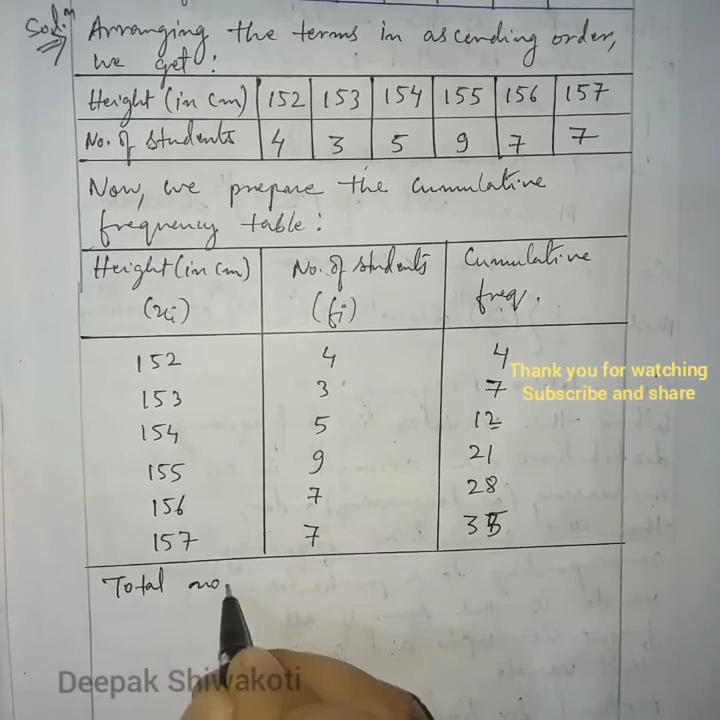 Sol.ⁿ Arranging the terms in ascending order,
we get:
Height (in cm) 152 153 154 155 156 157
No. of students 4 3 5 9 7 7
Now, we prepare the cumulative
frequency table:
Height (in cm) No. of students Cumulative
(xi) (fi) freq.
152 4 4
Thank you for watching
153 3 7
Subscribe and share
154 5 12
155 9 21
156 7 28
157 7 35
Total no.
Deepak Shiwakoti